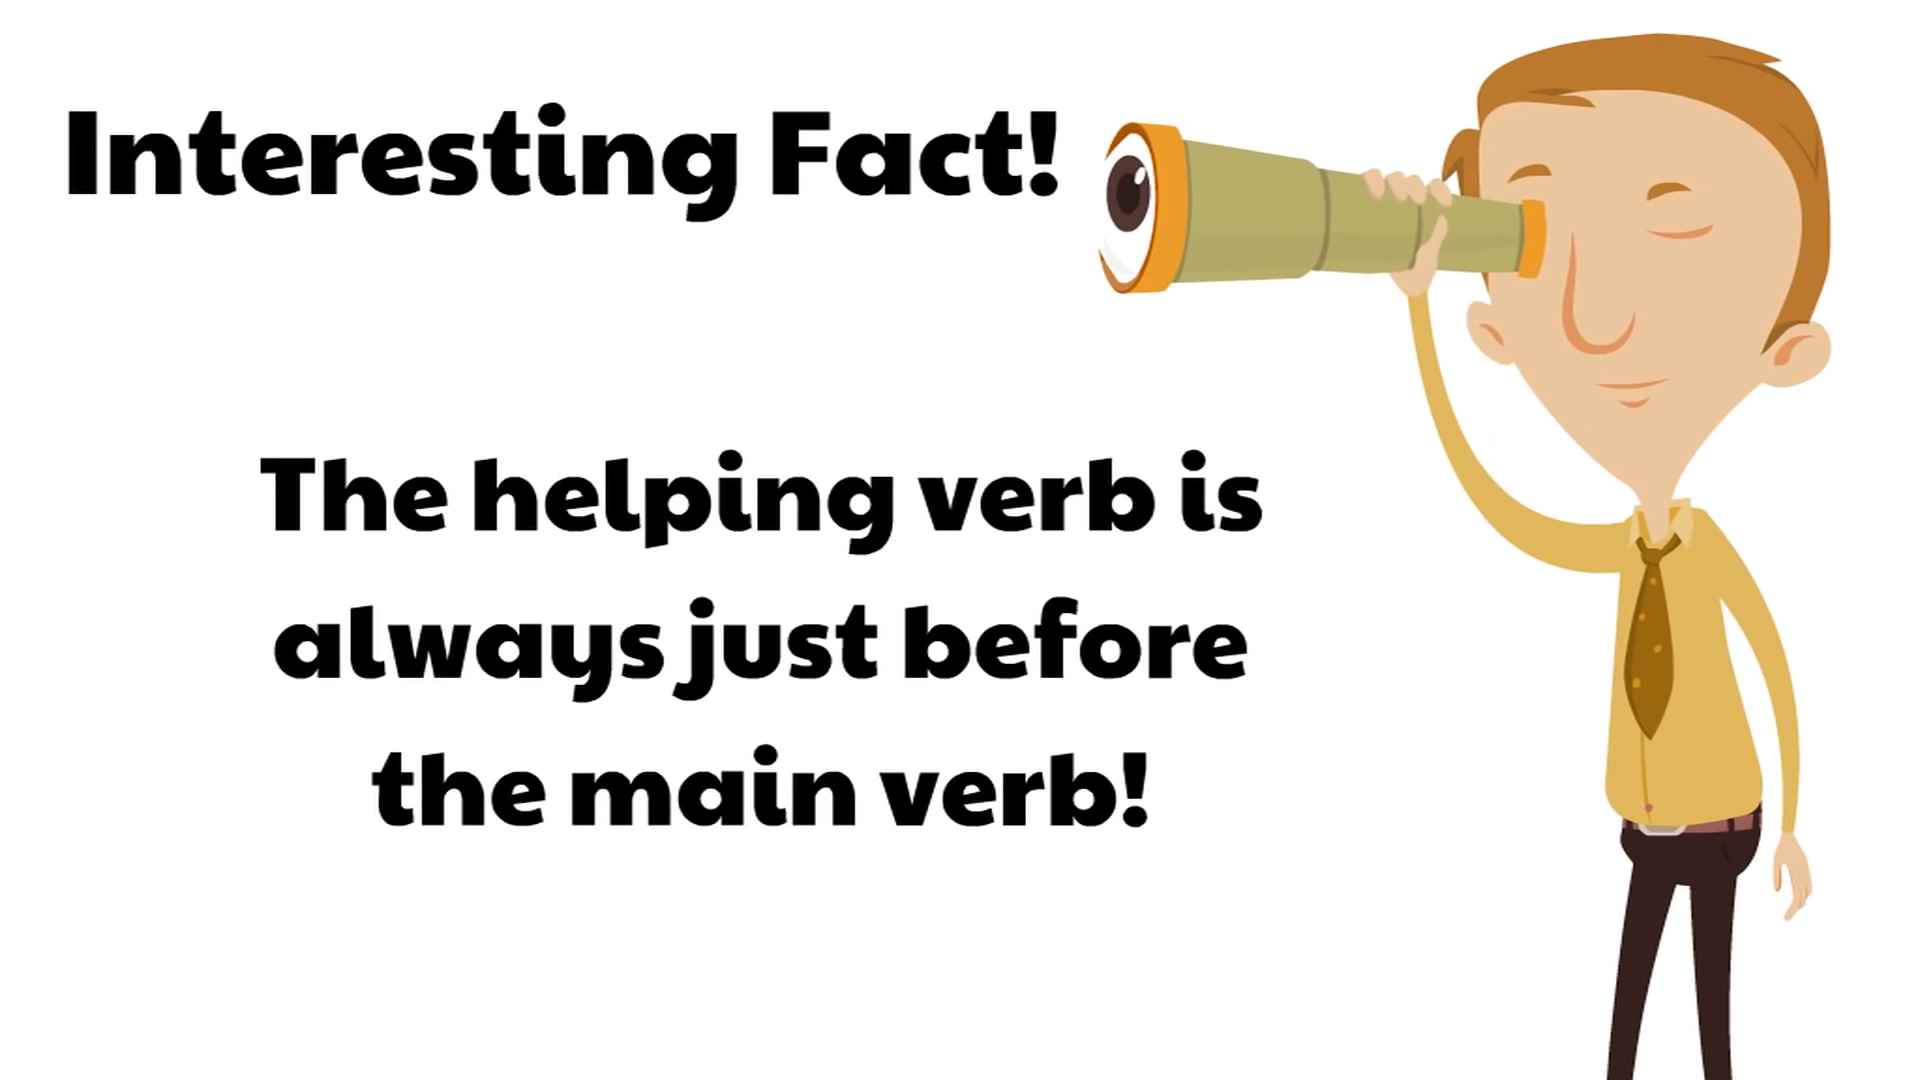 Interesting Fact!
The helping verb is
always just before
the main verb!